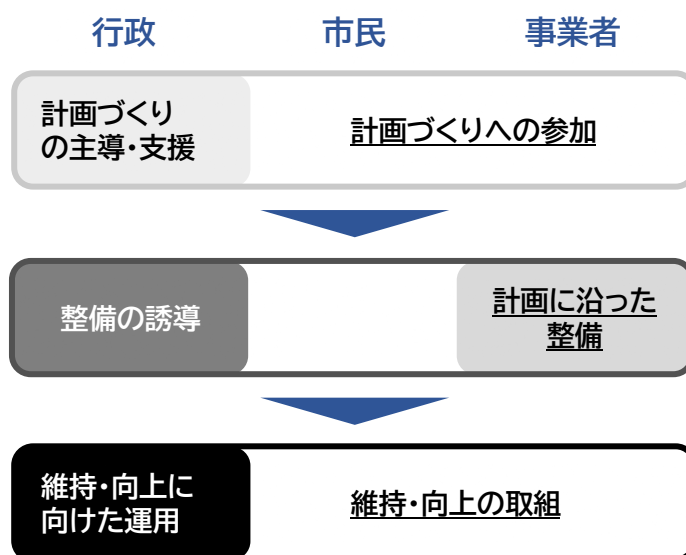 行政 市民 事業者
計画づくり
の主導・支援
計画づくりへの参加
整備の誘導
計画に沿った
整備
維持・向上に
向けた運用
維持・向上の取組